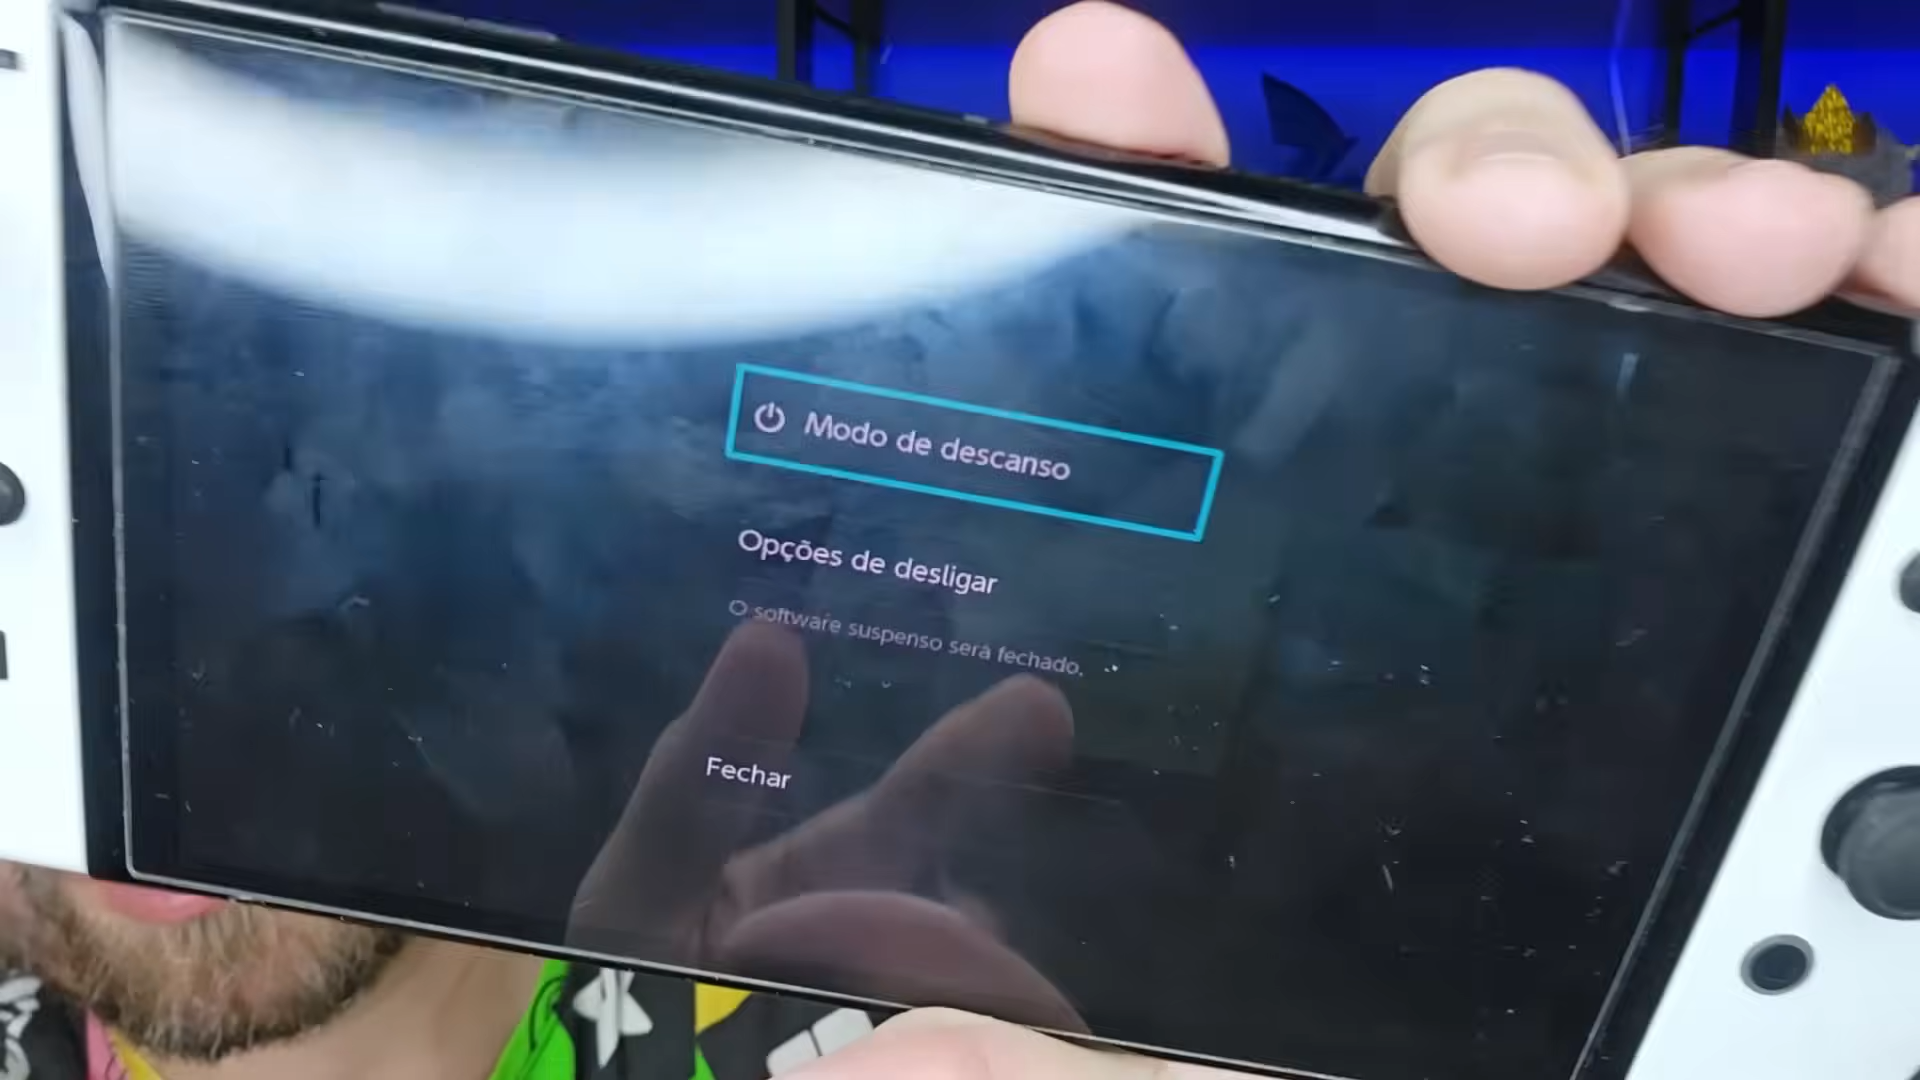 Modo de descanso
Opções de desligar
O software suspenso será fechado.
Fechar